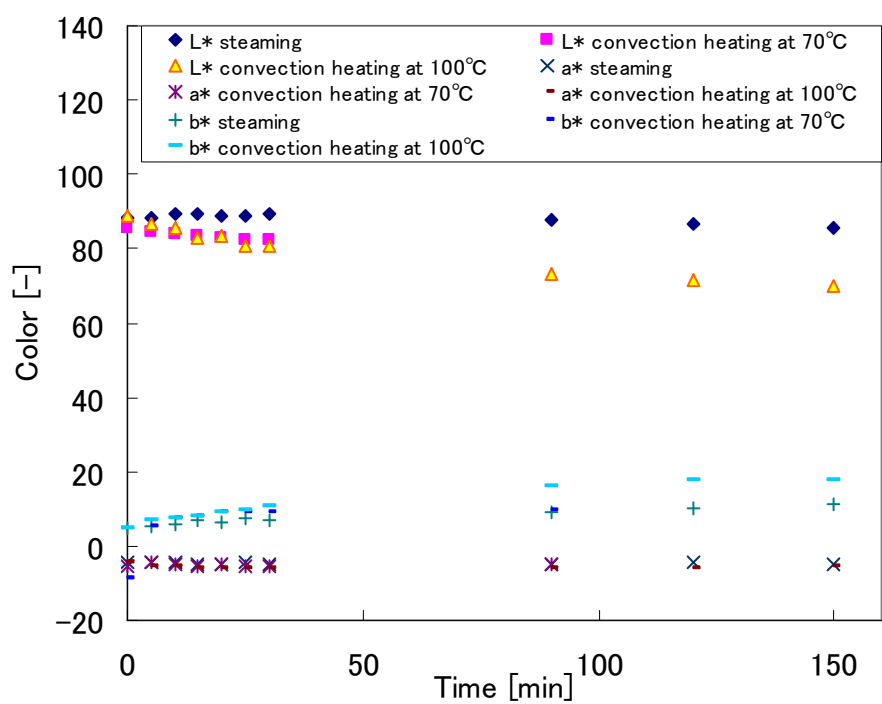 140
120
100
80
60
40
20
0
-20
Color [-]
L* steaming
L* convection heating at 70℃
L* convection heating at 100℃
a* steaming
a* convection heating at 70℃
a* convection heating at 100℃
b* steaming
b* convection heating at 70℃
b* convection heating at 100℃
0
50
100
150
Time [min]